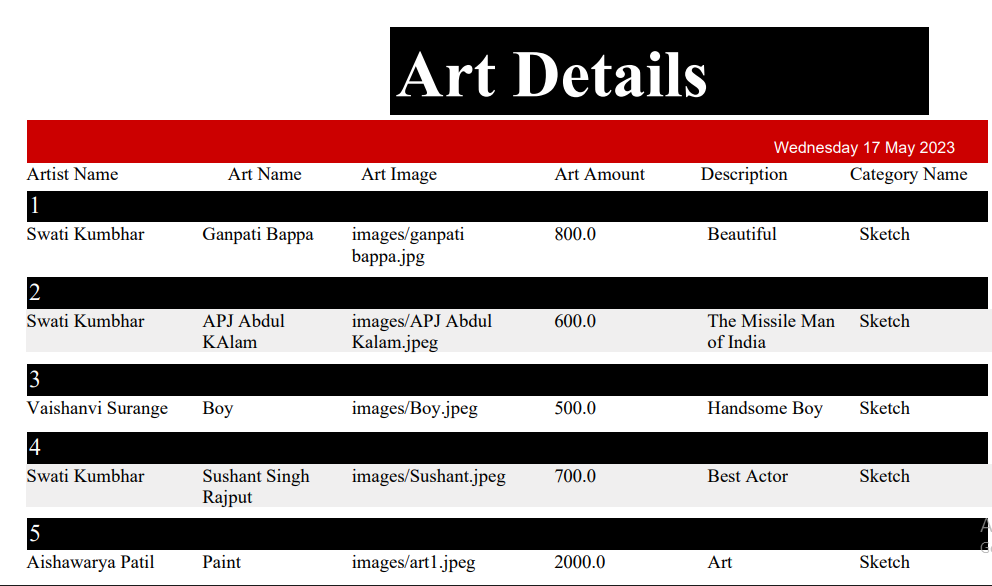 Art Details
Wednesday 17 May 2023
Artist Name Art Name Art Image Art Amount Description Category Name
1
Swati Kumbhar Ganpati Bappa images/ganpati 800.0 Beautiful Sketch
bappa.jpg
2
Swati Kumbhar APJ Abdul images/APJ Abdul 600.0 The Missile Man Sketch
KAlam Kalam.jpeg of India
3
Vaishanvi Surange Boy images/Boy.jpeg 500.0 Handsome Boy Sketch
4
Swati Kumbhar Sushant Singh images/Sushant.jpeg 700.0 Best Actor Sketch
Rajput
5
Aishawarya Patil Paint images/art1.jpeg 2000.0 Art Sketch